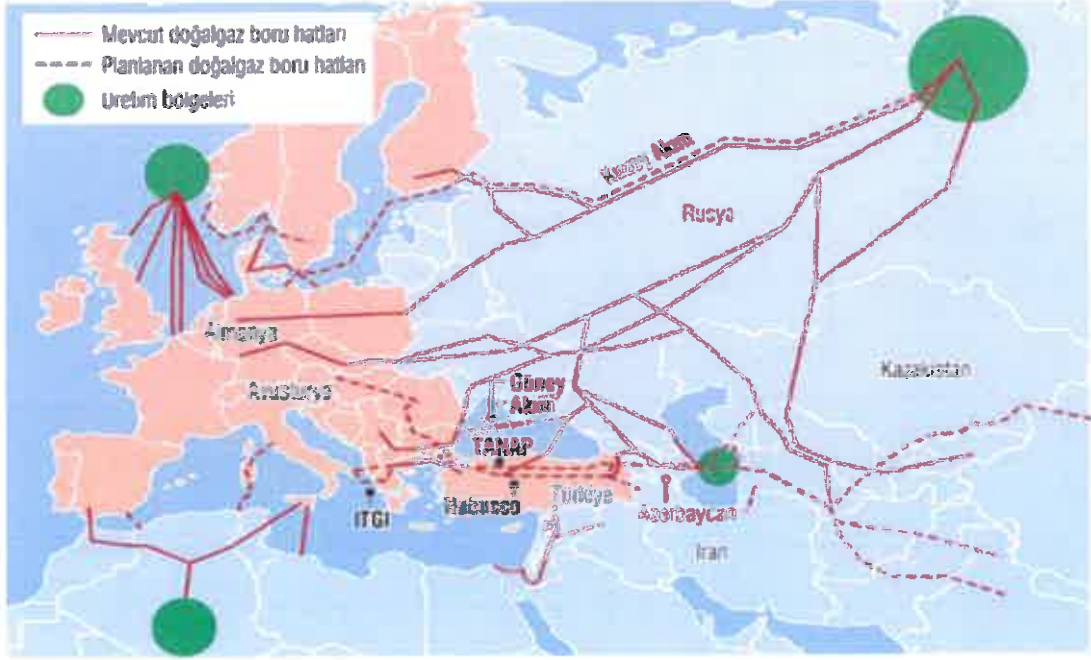 Mevcut doğalgaz boru hatları
Planlanan doğalgaz boru hatları
Üretim bölgeleri
Kuzey Akım
Rusya
Almanya
Avusturya
Kazakistan
Güney
Akım
TANAP
ITGI
Nabucco
Türkiye
Azerbaycan
İran